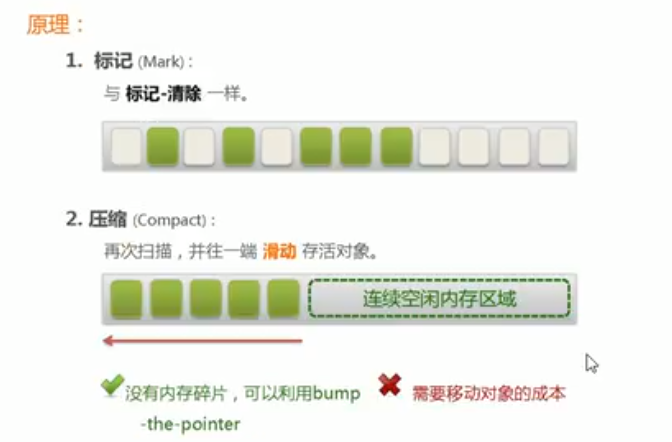 原理：
1. 标记 (Mark)：
与 标记-清除 一样。
2. 压缩 (Compact)：
再次扫描，并往一端 滑动 存活对象。
连续空闲内存区域
没有内存碎片，可以利用bump
-the-pointer
需要移动对象的成本